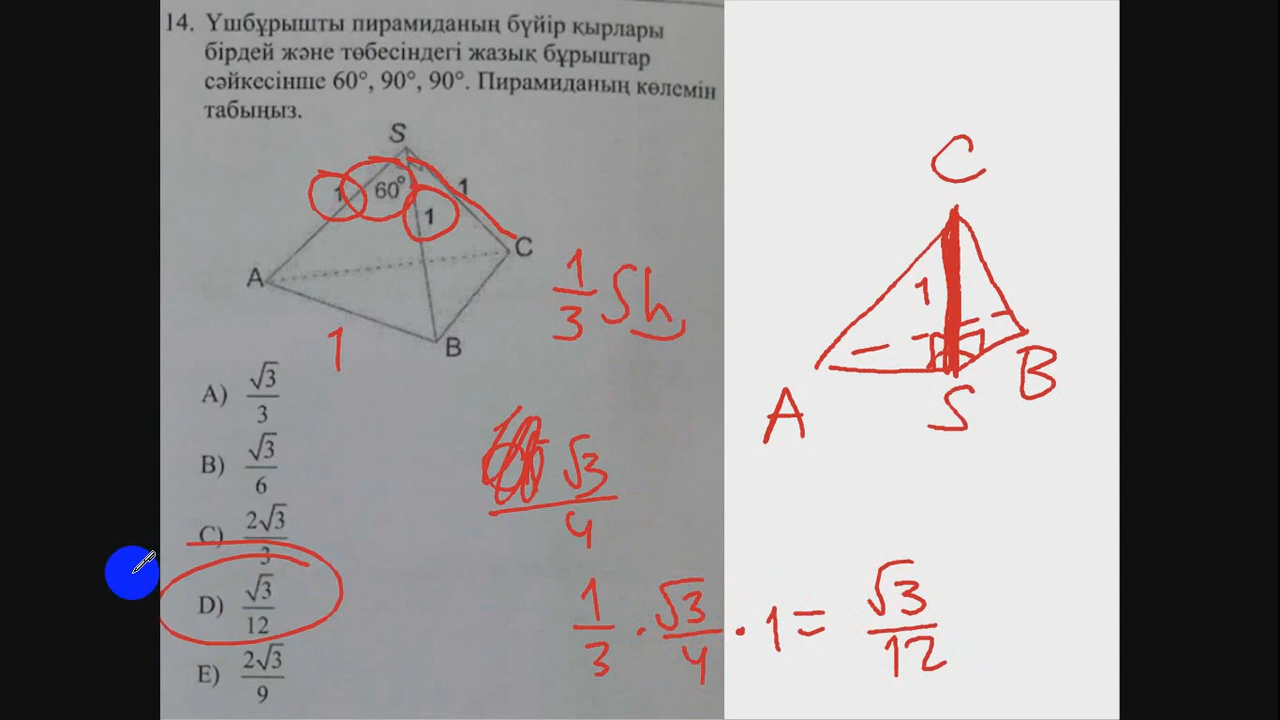 14. Үшбұрышты пирамиданың бүйір қырлары
бірдей және төбесіндегі жазық бұрыштар
сәйкесінше 60°, 90°, 90°. Пирамиданың көлемін
табыңыз.
S
1 60° 1
1
A
C
B
1
1/3 Sh
A) √3/3
B) √3/6
C) 2√3/3
D) √3/12
E) 2√3/9
√3/4
1/3 · √3/4 · 1 = √3/12
C
1
A
S
B